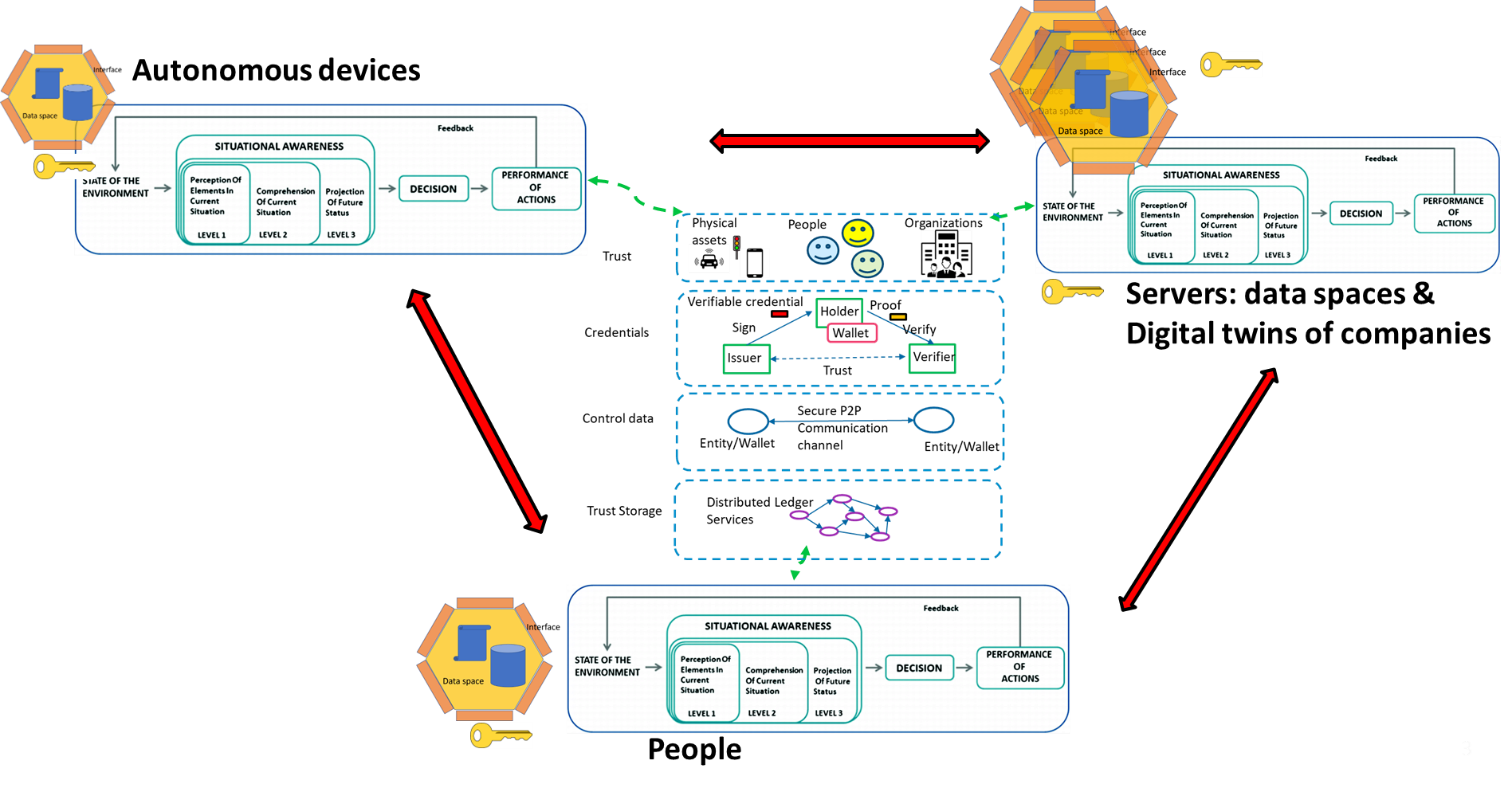 Autonomous devices
Interface
Data space
Feedback
SITUATIONAL AWARENESS
STATE OF THE
ENVIRONMENT
Perception Of
Elements In
Current
Situation
LEVEL 1
Comprehension
Of Current
Situation
LEVEL 2
Projection
Of Future
Status
LEVEL 3
DECISION
PERFORMANCE
OF
ACTIONS
Interface
Interface
Interface
Data space
Data space
Data space
Feedback
SITUATIONAL AWARENESS
STATE OF THE
ENVIRONMENT
Perception Of
Elements In
Current
Situation
LEVEL 1
Comprehension
Of Current
Situation
LEVEL 2
Projection
Of Future
Status
LEVEL 3
DECISION
PERFORMANCE
OF
ACTIONS
Servers: data spaces &
Digital twins of companies
Trust
Physical
assets
People
Organizations
Credentials
Verifiable credential
Sign
Holder
Wallet
Proof
Verify
Issuer
Verifier
Trust
Control data
Secure P2P
Communication
channel
Entity/Wallet
Entity/Wallet
Trust Storage
Distributed Ledger
Services
Interface
Data space
Feedback
SITUATIONAL AWARENESS
STATE OF THE
ENVIRONMENT
Perception Of
Elements In
Current
Situation
LEVEL 1
Comprehension
Of Current
Situation
LEVEL 2
Projection
Of Future
Status
LEVEL 3
DECISION
PERFORMANCE
OF
ACTIONS
People